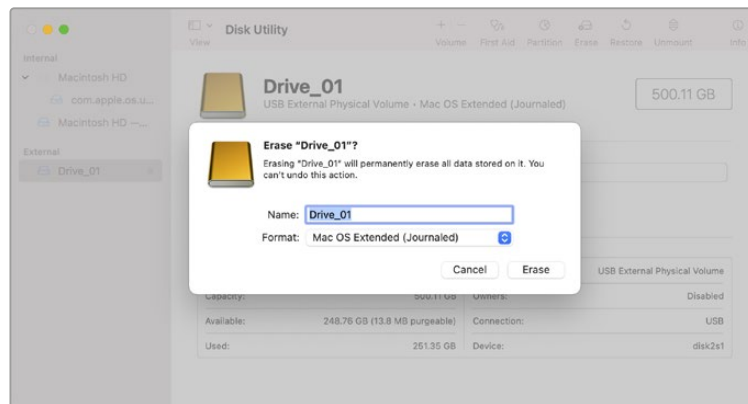 Disk Utility
View
Volume First Aid Partition Erase Restore Unmount Info
Internal
Macintosh HD
com.apple.os.u...
Macintosh HD —...
External
Drive_01
Drive_01
USB External Physical Volume • Mac OS Extended (Journaled)
500.11 GB
Erase "Drive_01"?
Erasing "Drive_01" will permanently erase all data stored on it. You
can't undo this action.
Name: Drive_01
Format: Mac OS Extended (Journaled)
Cancel Erase
USB External Physical Volume
Capacity: 500.11 GB Owners: Disabled
Available: 248.76 GB (13.8 MB purgeable) Connection: USB
Used: 251.35 GB Device: disk2s1